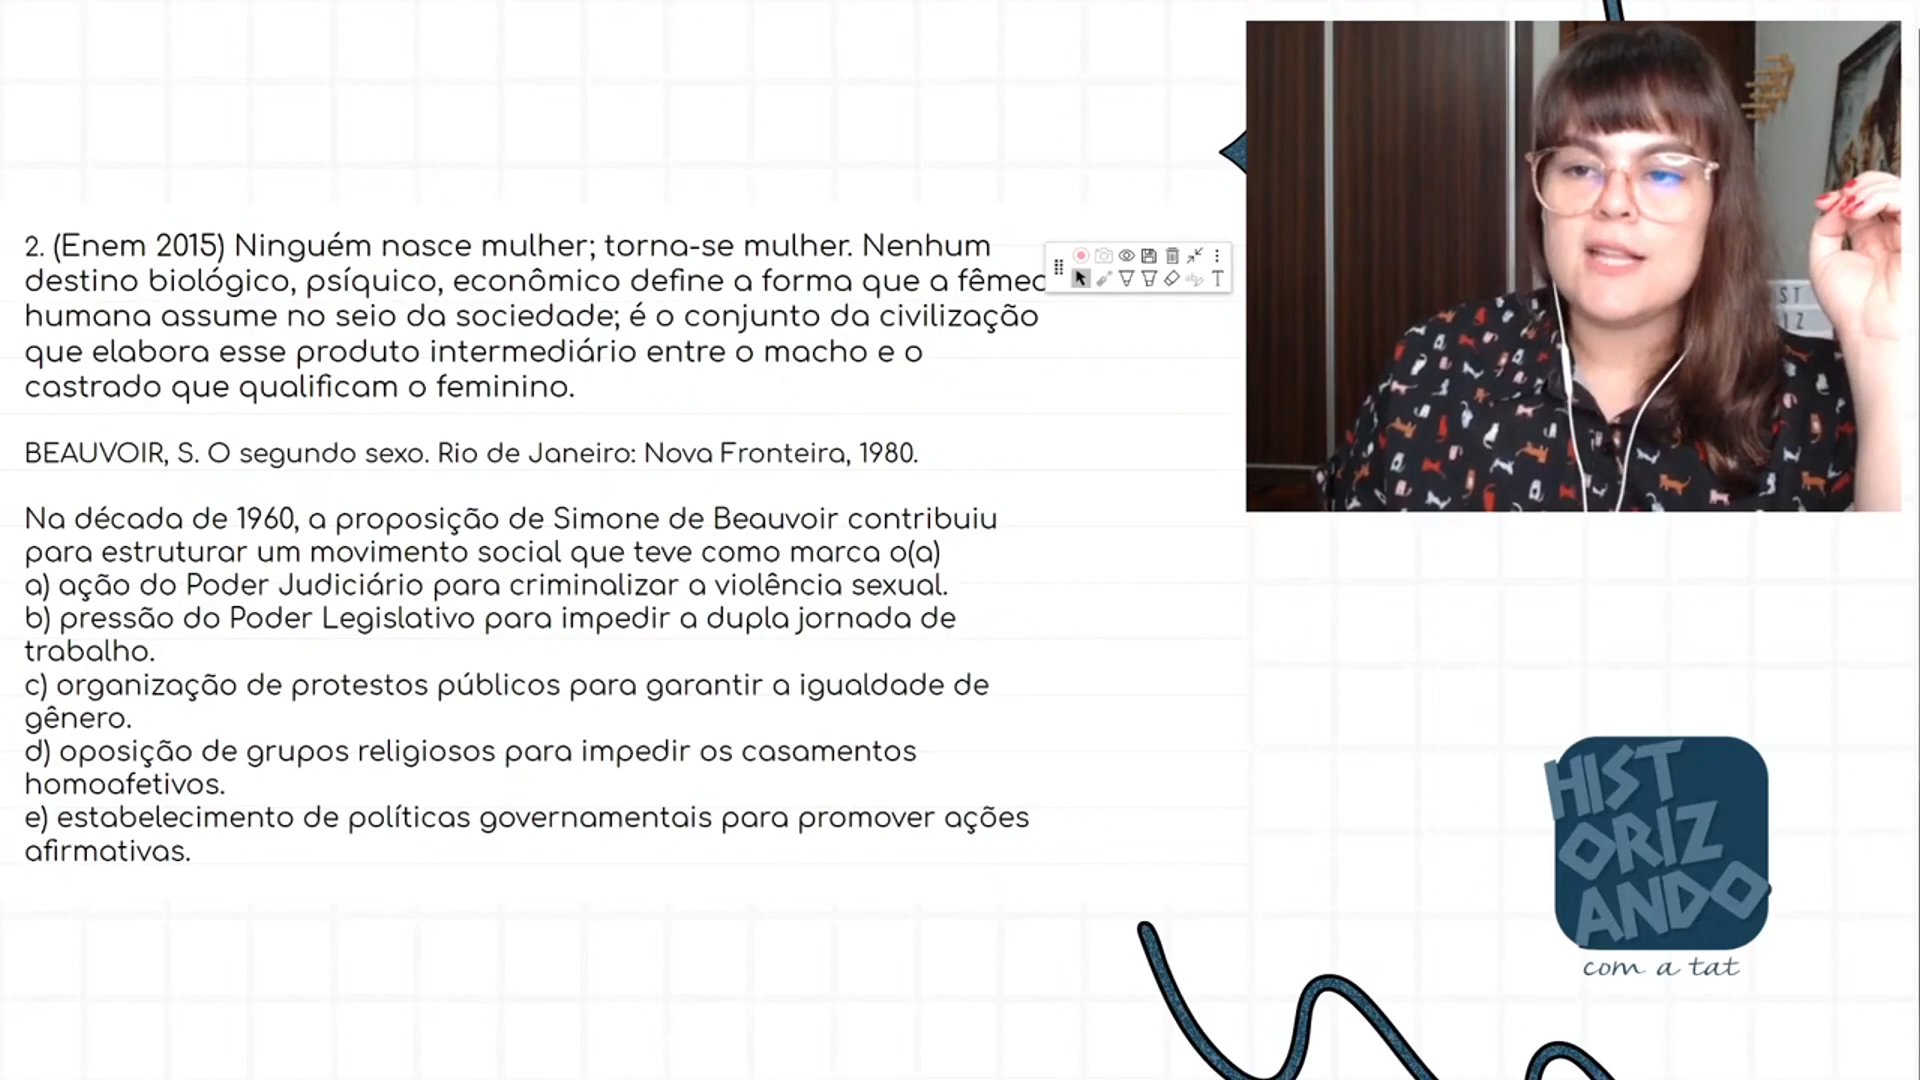 2. (Enem 2015) Ninguém nasce mulher; torna-se mulher. Nenhum
destino biológico, psíquico, econômico define a forma que a fêmea
humana assume no seio da sociedade; é o conjunto da civilização
que elabora esse produto intermediário entre o macho e o
castrado que qualificam o feminino.
BEAUVOIR, S. O segundo sexo. Rio de Janeiro: Nova Fronteira, 1980.
Na década de 1960, a proposição de Simone de Beauvoir contribuiu
para estruturar um movimento social que teve como marca o(a)
a) ação do Poder Judiciário para criminalizar a violência sexual.
b) pressão do Poder Legislativo para impedir a dupla jornada de
trabalho.
c) organização de protestos públicos para garantir a igualdade de
gênero.
d) oposição de grupos religiosos para impedir os casamentos
homoafetivos.
e) estabelecimento de políticas governamentais para promover ações
afirmativas.
HIST
ORIZ
ANDO
com a tat